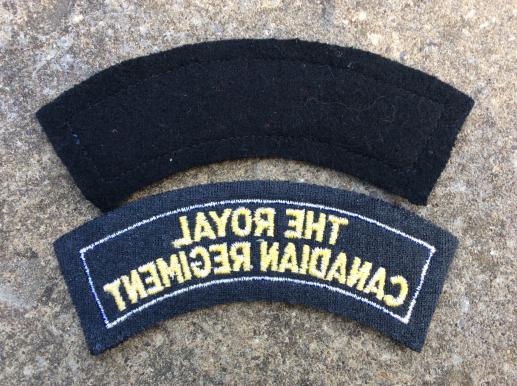 THE ROYAL
CANADIAN REGIMENT